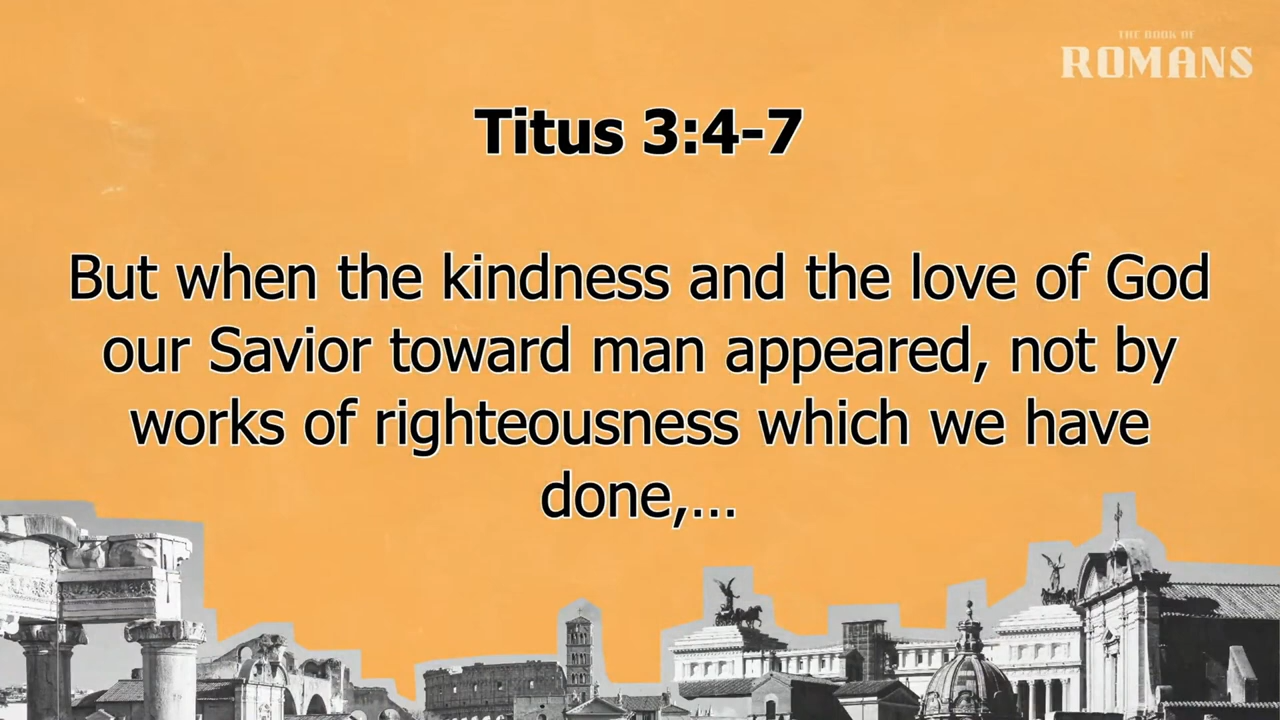 THE BOOK OF
ROMANS
Titus 3:4-7
But when the kindness and the love of God
our Savior toward man appeared, not by
works of righteousness which we have
done,...